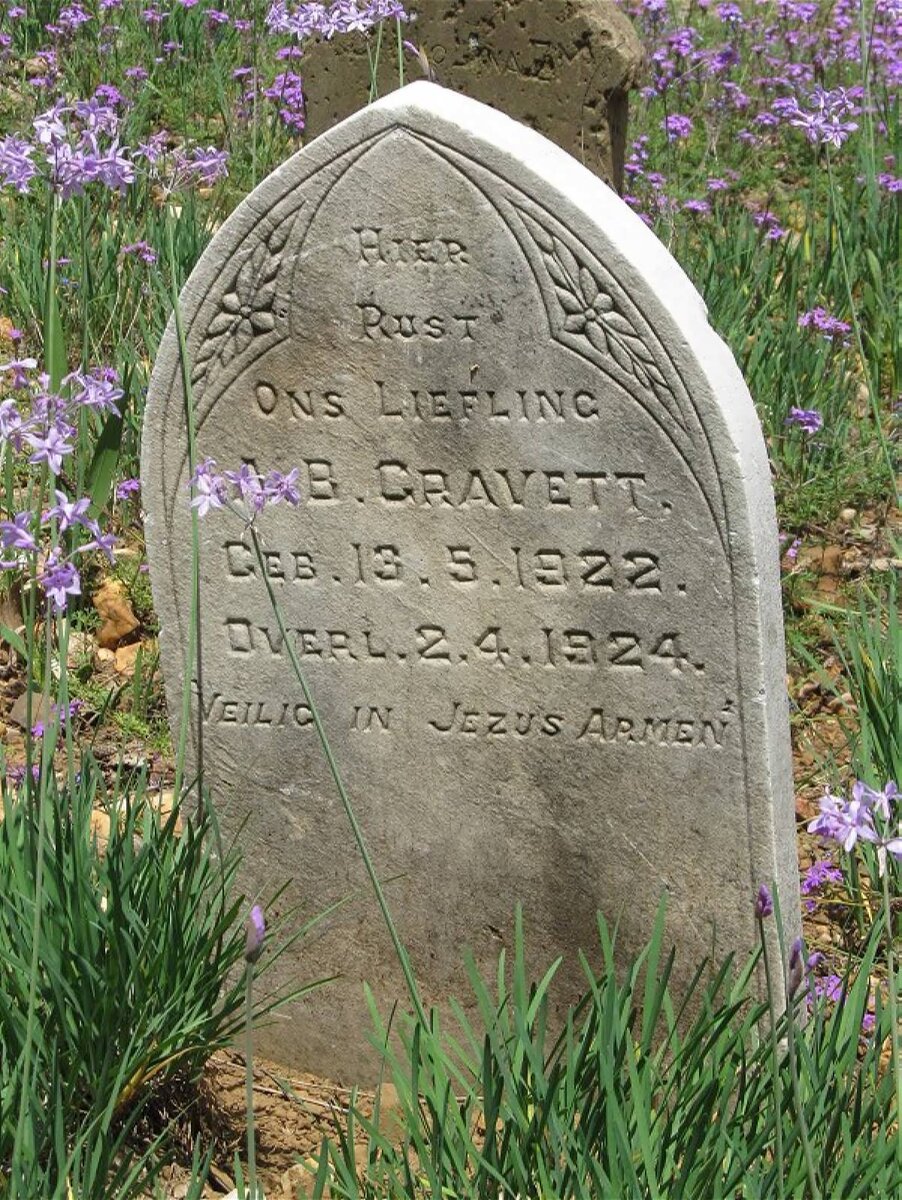 HIER
RUST
ONS LIEFLING
A.B. GRAVETT.
GEB. 13.5.1922.
OVERL. 2.4.1924.
"VEILIG IN JEZUS ARMEN"